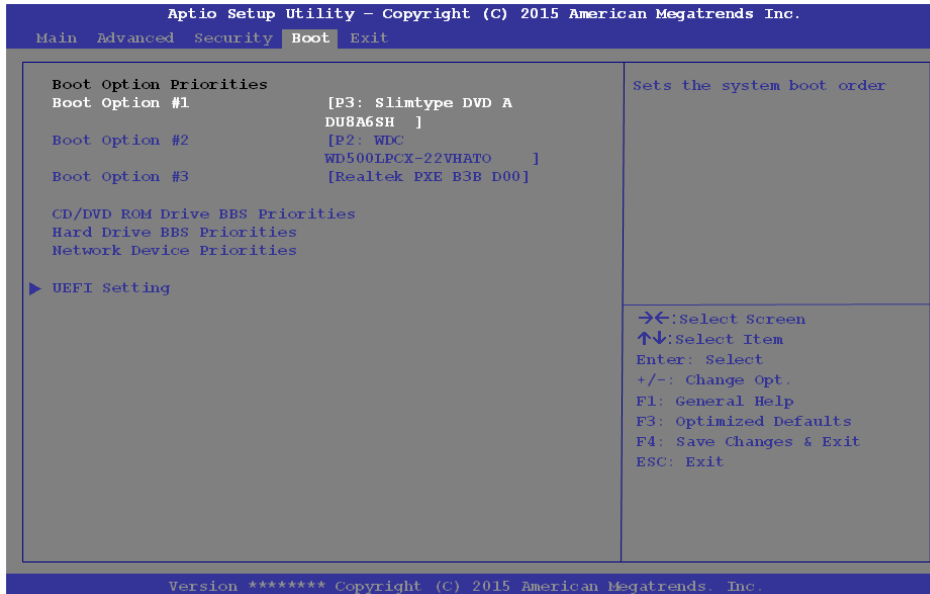 Aptio Setup Utility – Copyright (C) 2015 American Megatrends Inc.
Main Advanced Security Boot Exit
Boot Option Priorities
Boot Option #1 [P3: Slimtype DVD A
DU8A6SH ]
Boot Option #2 [P2: WDC
WD500LPCX-22VHATO ]
Boot Option #3 [Realtek PXE B3B D00]
CD/DVD ROM Drive BBS Priorities
Hard Drive BBS Priorities
Network Device Priorities
▶ UEFI Setting
Sets the system boot order
→←:Select Screen
↑↓:Select Item
Enter: Select
+/-: Change Opt.
F1: General Help
F3: Optimized Defaults
F4: Save Changes & Exit
ESC: Exit
Version ******** Copyright (C) 2015 American Megatrends. Inc.